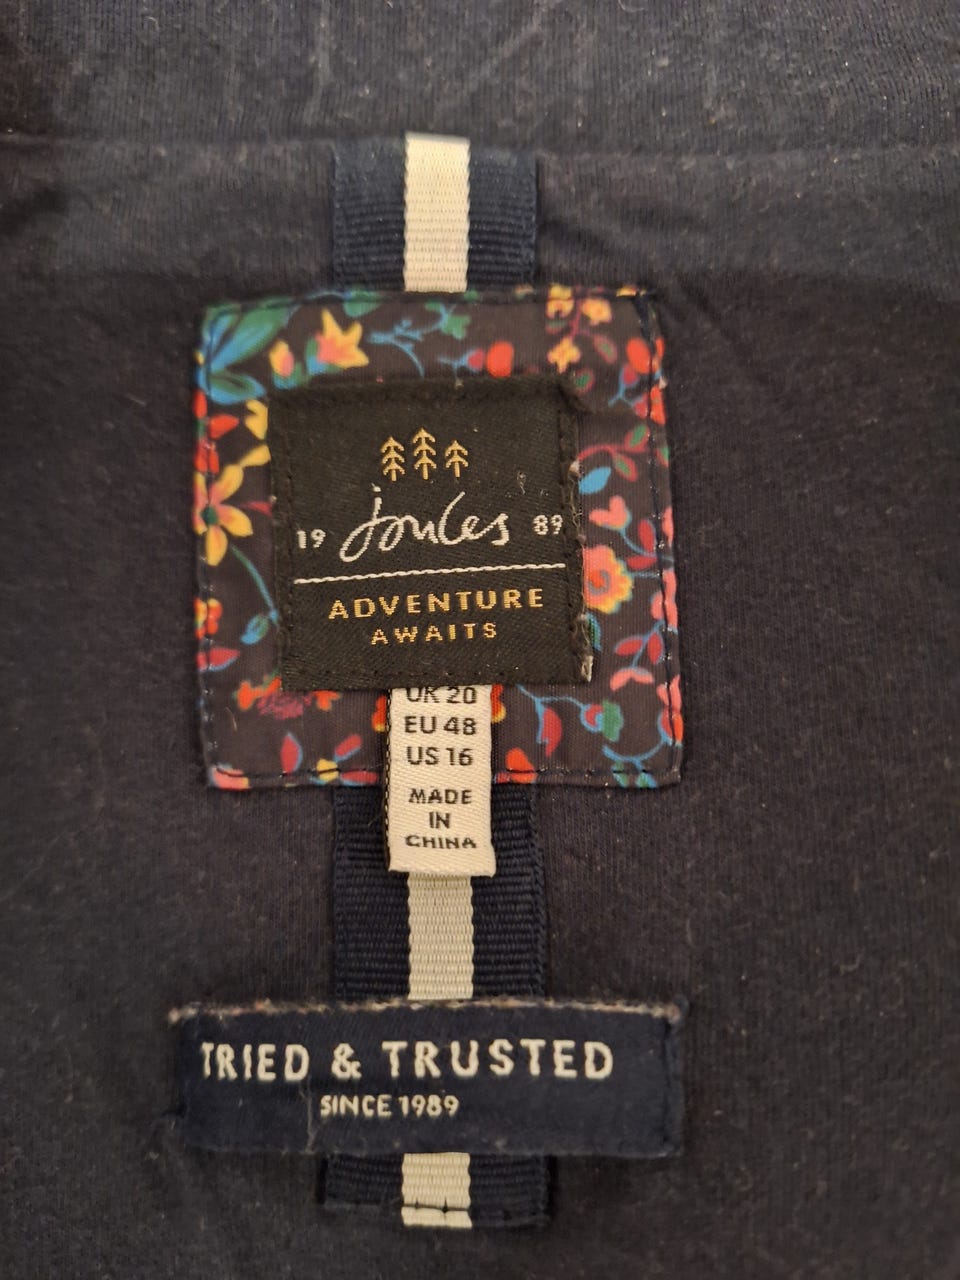 19 Joules 89
ADVENTURE
AWAITS
UK 20
EU 48
US 16
MADE
IN
CHINA
TRIED & TRUSTED
SINCE 1989